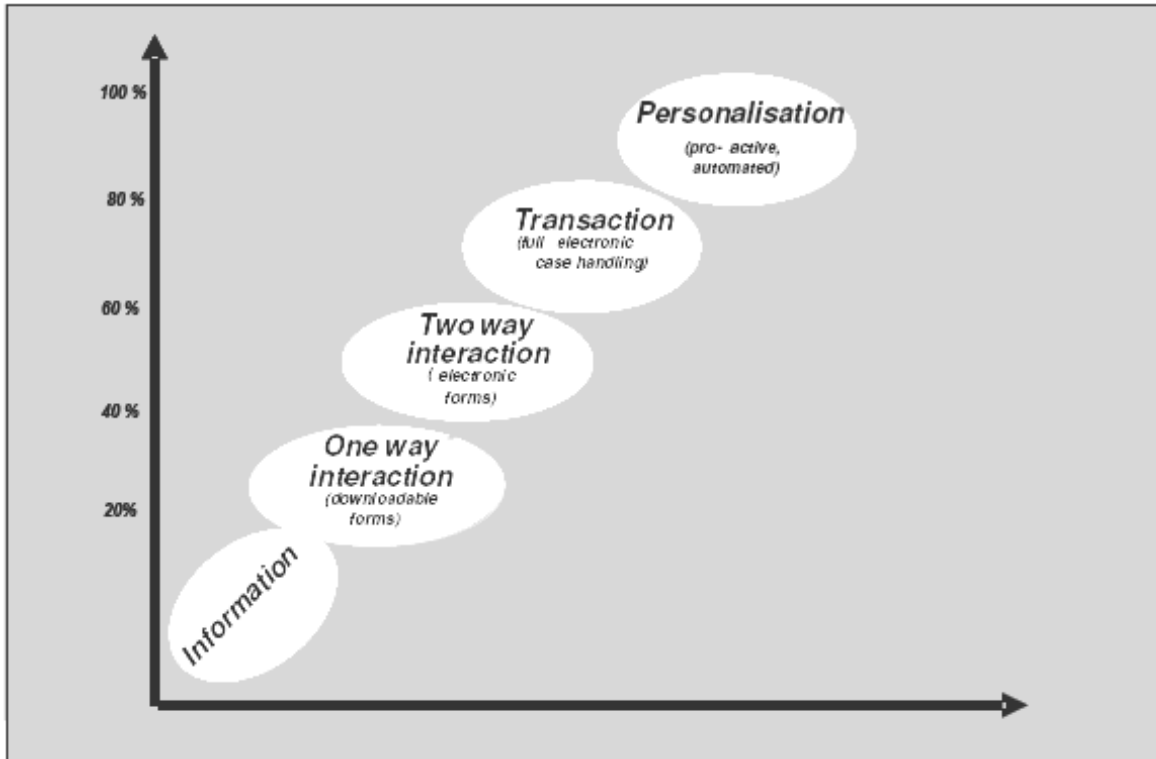 100 %
Personalisation
(pro- active,
automated)
80 %
Transaction
(full electronic
case handling)
60 %
Two way
interaction
( electronic
forms)
40 %
One way
interaction
(downloadable
forms)
20%
Information